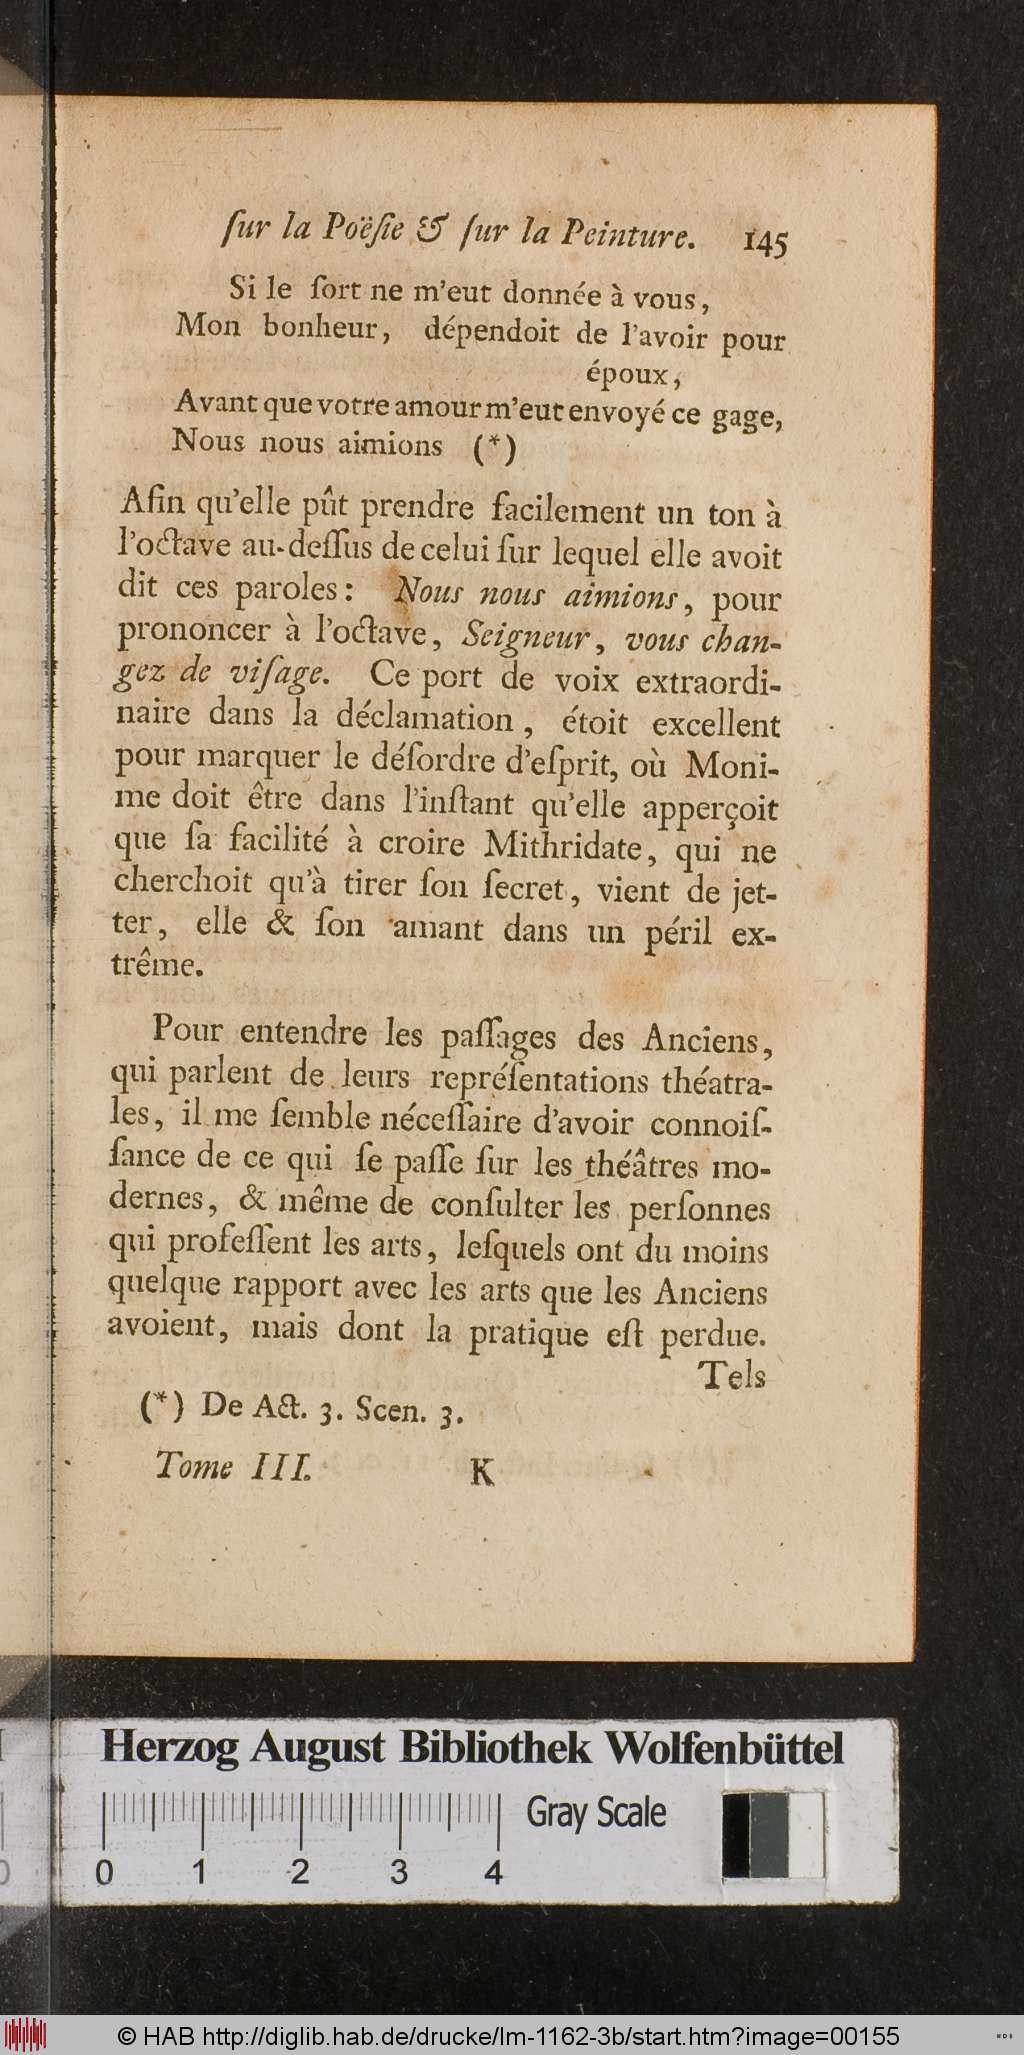 ſur la Poëſie & ſur la Peinture. 145
Si le ſort ne m'eut donnée à vous,
Mon bonheur, dépendoit de l'avoir pour
époux,
Avant que votre amour m'eut envoyé ce gage,
Nous nous aimions (*)
Afin qu'elle pût prendre facilement un ton à
l'octave au-deſſus de celui ſur lequel elle avoit
dit ces paroles: Nous nous aimions, pour
prononcer à l'octave, Seigneur, vous chan-
gez de viſage. Ce port de voix extraordi-
naire dans la déclamation, étoit excellent
pour marquer le déſordre d'eſprit, où Moni-
me doit être dans l'inſtant qu'elle apperçoit
que ſa facilité à croire Mithridate, qui ne
cherchoit qu'à tirer ſon ſecret, vient de jet-
ter, elle & ſon amant dans un péril ex-
trême.
Pour entendre les paſſages des Anciens,
qui parlent de leurs repréſentations théatra-
les, il me ſemble néceſſaire d'avoir connoiſ-
ſance de ce qui ſe paſſe ſur les théâtres mo-
dernes, & même de conſulter les perſonnes
qui profeſſent les arts, leſquels ont du moins
quelque rapport avec les arts que les Anciens
avoient, mais dont la pratique eſt perdue.
Tels
(*) De Act. 3. Scen. 3.
Tome III. K
Herzog August Bibliothek Wolfenbüttel
Gray Scale
0 1 2 3 4
© HAB http://diglib.hab.de/drucke/lm-1162-3b/start.htm?image=00155